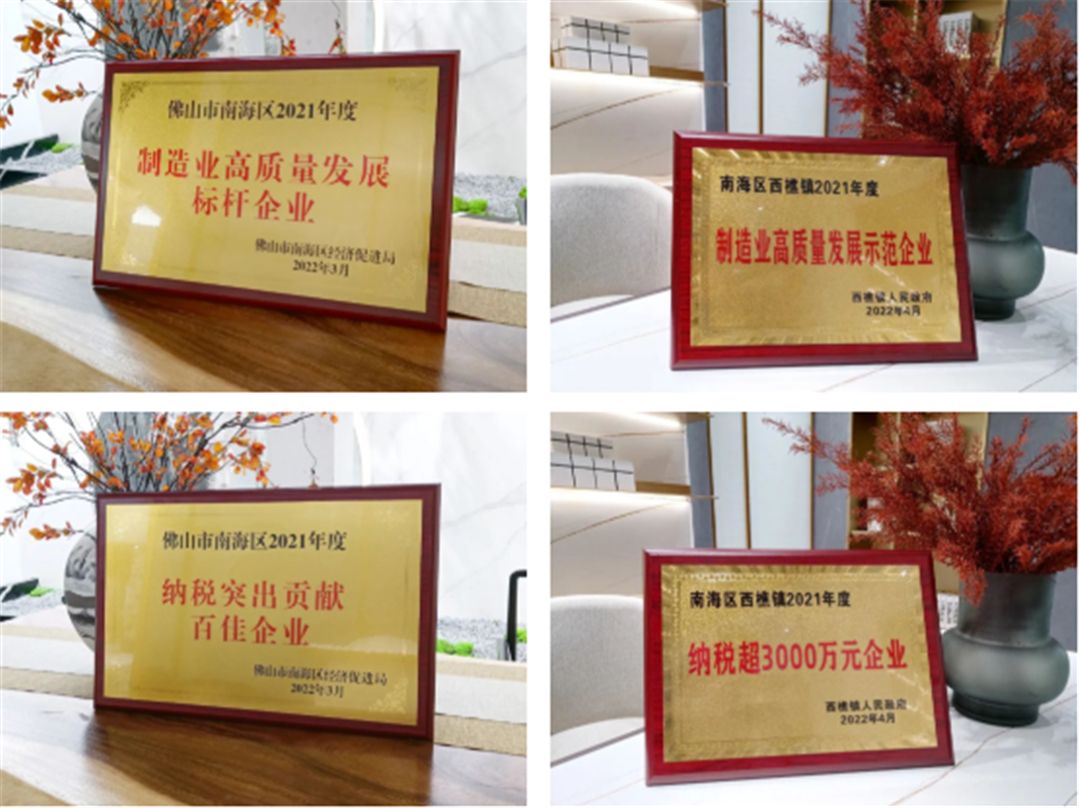 佛山市南海区2021年度
制造业高质量发展
标杆企业
佛山市南海区经济促进局
2022年3月
南海区西樵镇2021年度
制造业高质量发展示范企业
西樵镇人民政府
2022年4月
佛山市南海区2021年度
纳税突出贡献
百佳企业
佛山市南海区经济促进局
2022年3月
南海区西樵镇2021年度
纳税超3000万元企业
西樵镇人民政府
2022年4月